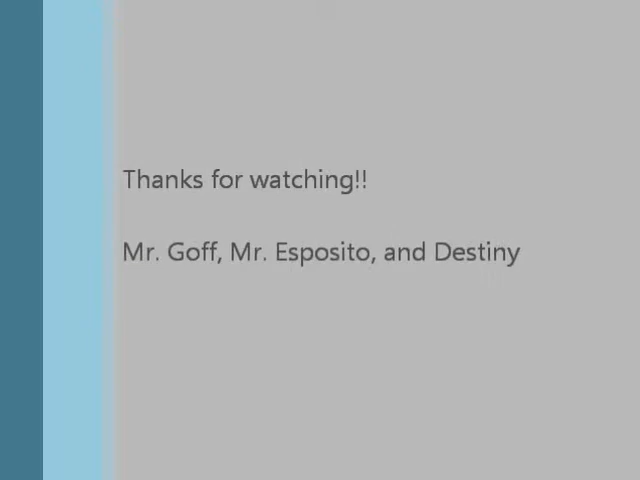 Thanks for watching!!
Mr. Goff, Mr. Esposito, and Destiny